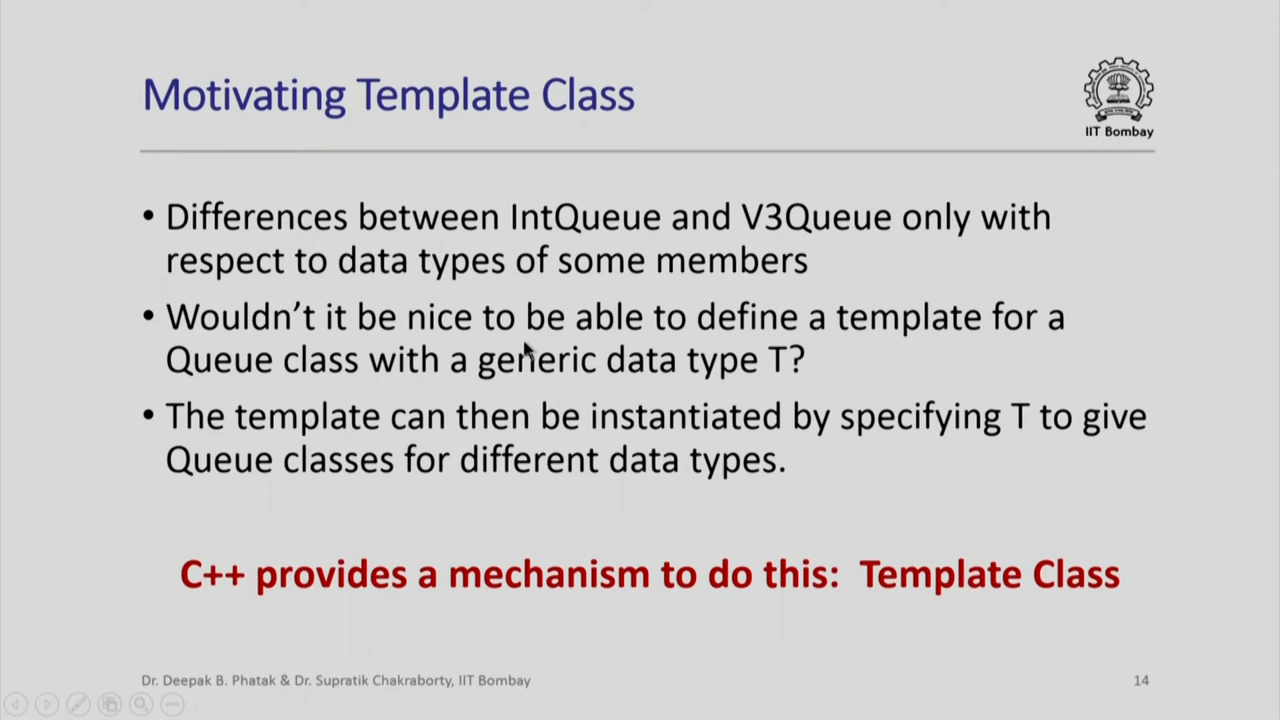 Motivating Template Class
IIT Bombay
• Differences between IntQueue and V3Queue only with
respect to data types of some members
• Wouldn’t it be nice to be able to define a template for a
Queue class with a generic data type T?
• The template can then be instantiated by specifying T to give
Queue classes for different data types.
C++ provides a mechanism to do this: Template Class
Dr. Deepak B. Phatak & Dr. Supratik Chakraborty, IIT Bombay
14